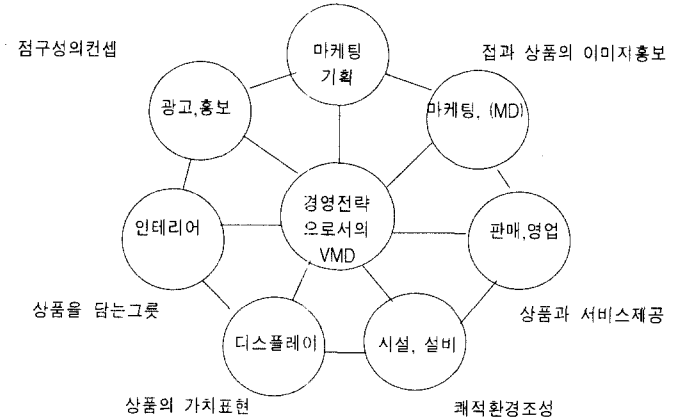 마케팅
기획
점구성의컨셉
접과 상품의 이미지홍보
광고,홍보
마케팅, (MD)
경영전략
으로서의
VMD
인테리어
판매,영업
상품을 담는그릇
상품과 서비스제공
디스플레이
시설, 설비
상품의 가치표현
쾌적환경조성